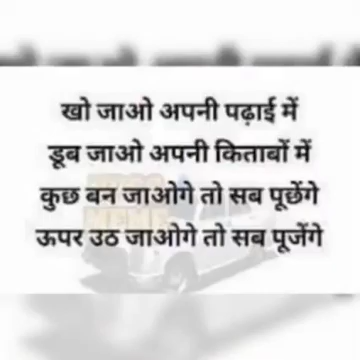 खो जाओ अपनी पढ़ाई में
डूब जाओ अपनी किताबों में
कुछ बन जाओगे तो सब पूछेंगे
ऊपर उठ जाओगे तो सब पूजेंगे